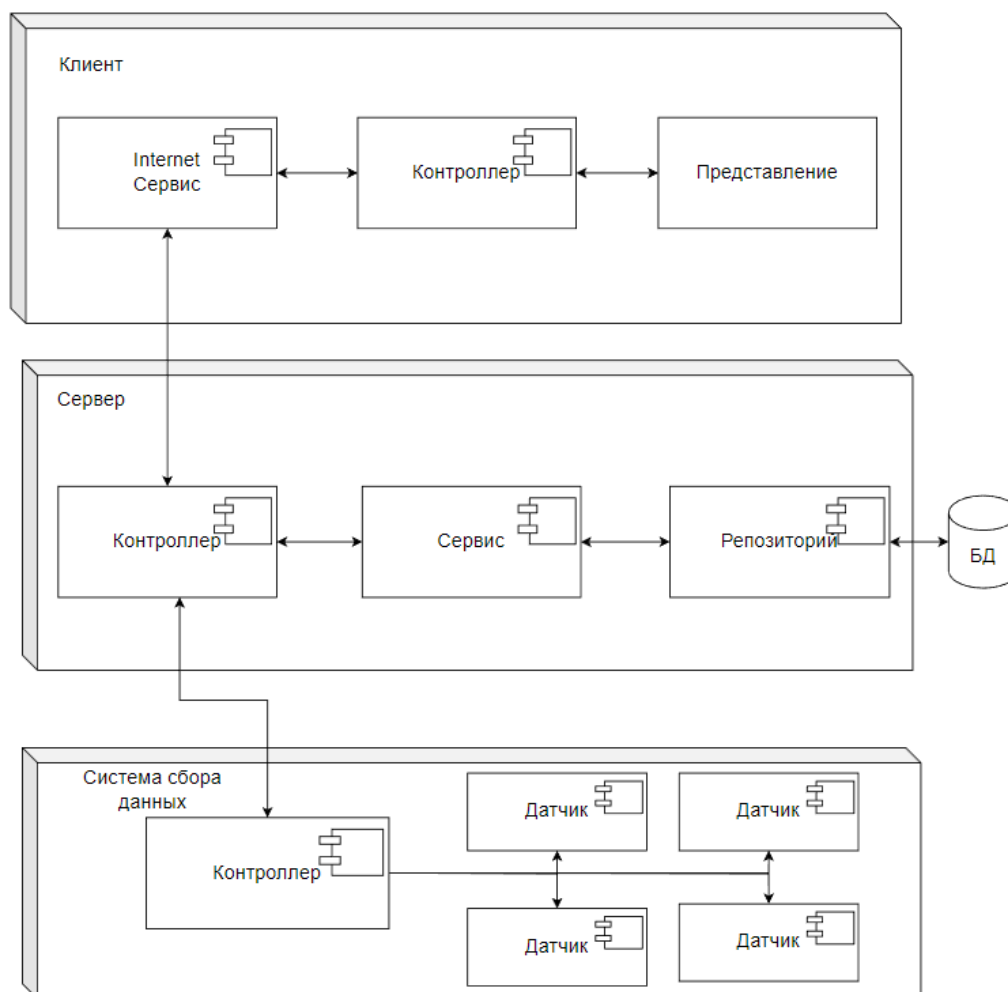 Клиент
Internet
Сервис
Контроллер
Представление
Сервер
Контроллер
Сервис
Репозиторий
БД
Система сбора
данных
Контроллер
Датчик
Датчик
Датчик
Датчик